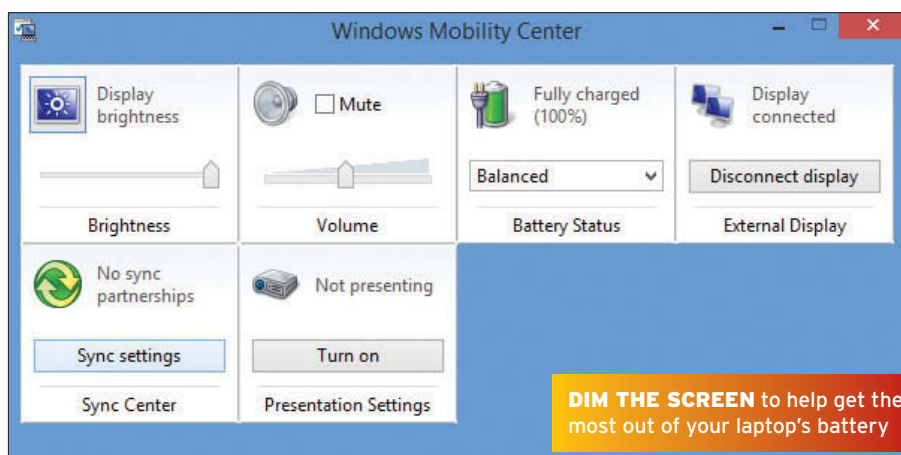 Windows Mobility Center
Display
brightness
Brightness
Mute
Volume
Fully charged
(100%)
Balanced
Battery Status
Display
connected
Disconnect display
External Display
No sync
partnerships
Sync settings
Sync Center
Not presenting
Turn on
Presentation Settings
DIM THE SCREEN to help get the
most out of your laptop's battery